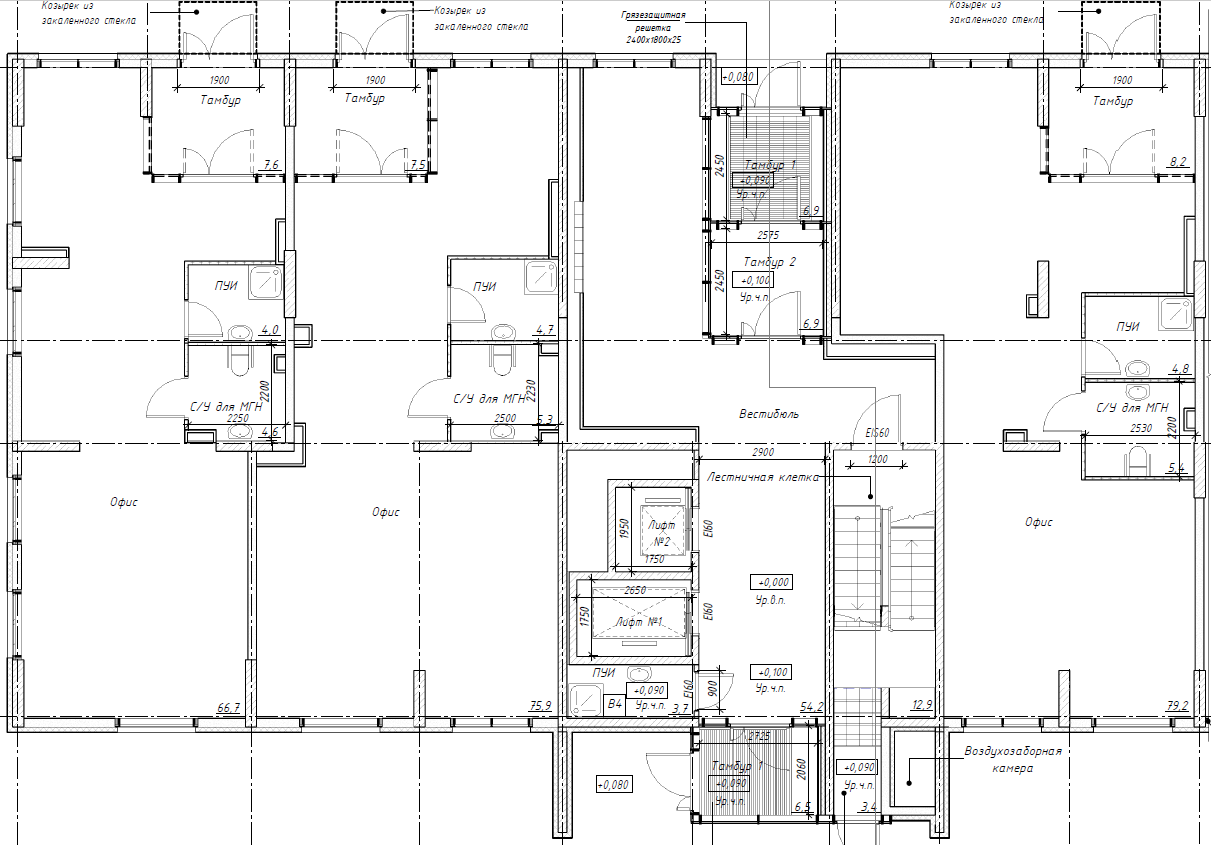 Козырек из
закаленного стекла
Козырек из
закаленного стекла
Грязезащитная
решетка
2400х1800х25
Козырек из
закаленного стекла
1900
Тамбур
7,6
1900
Тамбур
7,5
+0,080
2450
Тамбур 1
+0,090
Ур.ч.п.
6,9
2575
Тамбур 2
2450
+0,100
Ур.ч.п.
6,9
1900
Тамбур
8,2
ПУИ
4,0
ПУИ
4,7
ПУИ
4,8
С/У для МГН
2200
2250
4,6
С/У для МГН
2230
2500
5,3
Вестибюль
EIS60
1200
С/У для МГН
2200
2530
5,4
2900
Лестничная клетка
Офис
Офис
Офис
1950
Лифт
№2
1750
EI60
2650
1750
Лифт №1
EI60
+0,000
Ур.в.п.
+0,100
Ур.ч.п.
ПУИ
+0,090
В4
Ур.ч.п.
3,7
EI60
900
66,7
75,9
54,2
12,9
79,2
2725
Тамбур 1
+0,090
Ур.ч.п.
2060
6,5
+0,080
+0,090
Ур.ч.п.
3,4
Воздухозаборная
камера